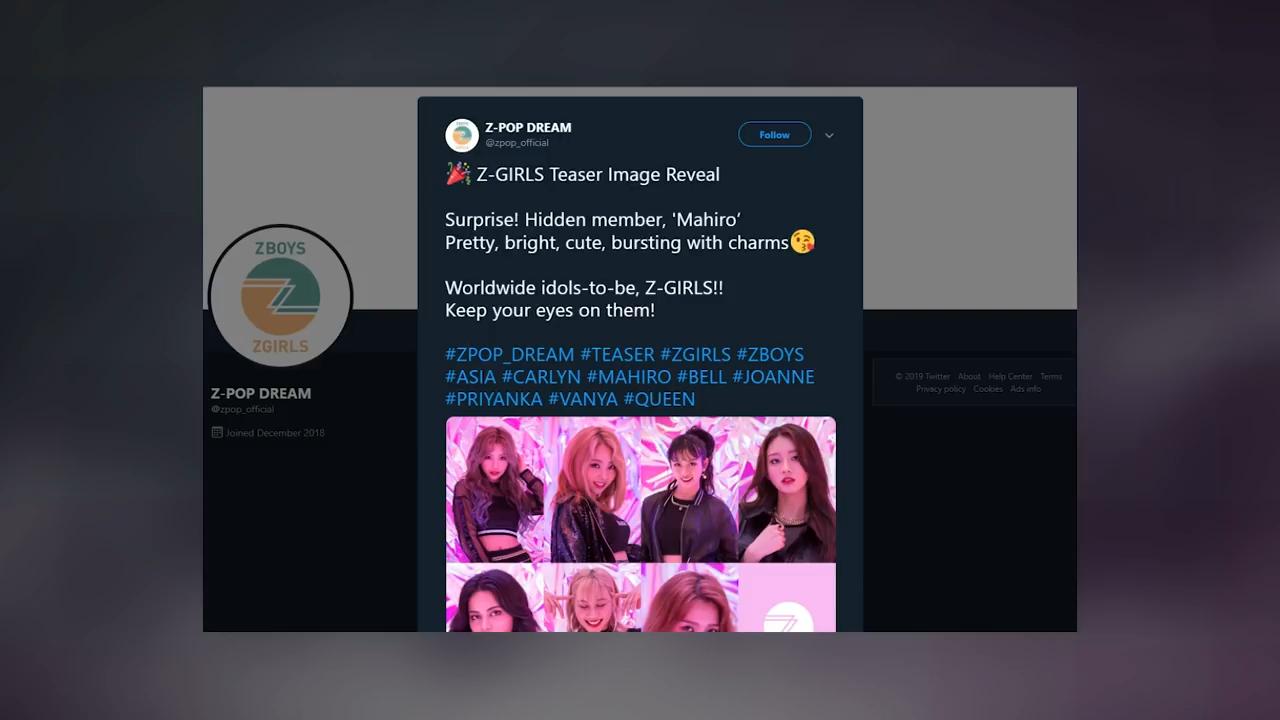 Z-POP DREAM
@zpop_official
Follow
🎉 Z-GIRLS Teaser Image Reveal
Surprise! Hidden member, 'Mahiro‘
Pretty, bright, cute, bursting with charms😘
Worldwide idols-to-be, Z-GIRLS!!
Keep your eyes on them!
#ZPOP_DREAM #TEASER #ZGIRLS #ZBOYS
#ASIA #CARLYN #MAHIRO #BELL #JOANNE
#PRIYANKA #VANYA #QUEEN
ZBOYS
ZGIRLS
Z-POP DREAM
@zpop_official
Joined December 2018
© 2019 Twitter About Help Center Terms
Privacy policy Cookies Ads info